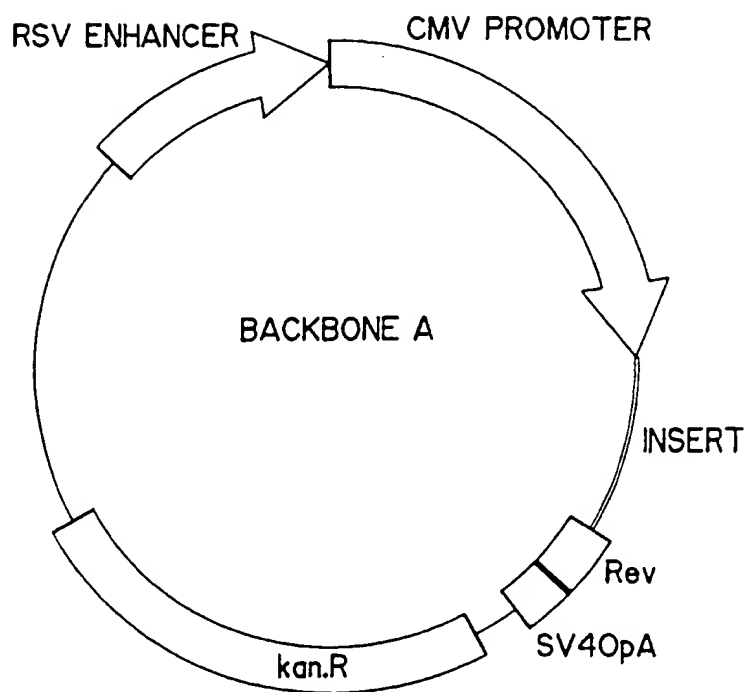 RSV ENHANCER
CMV PROMOTER
BACKBONE A
INSERT
Rev
SV40pA
kan.R